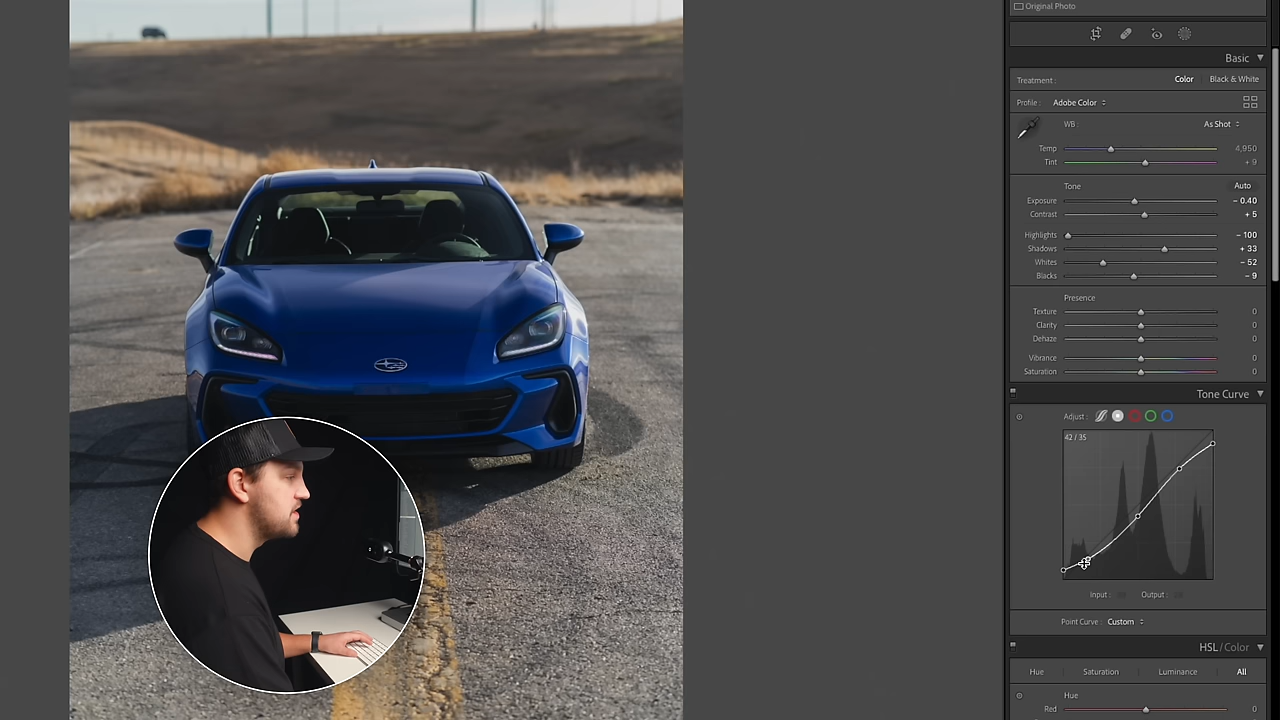 Original Photo
Basic
Treatment : Color Black & White
Profile : Adobe Color
WB : As Shot
Temp 4,950
Tint + 9
Tone Auto
Exposure − 0.40
Contrast + 5
Highlights − 100
Shadows + 33
Whites − 52
Blacks − 9
Presence
Texture 0
Clarity 0
Dehaze 0
Vibrance 0
Saturation 0
Tone Curve
Adjust :
42 / 35
Input : Output :
Point Curve : Custom
HSL / Color
Hue Saturation Luminance All
Hue
Red 0